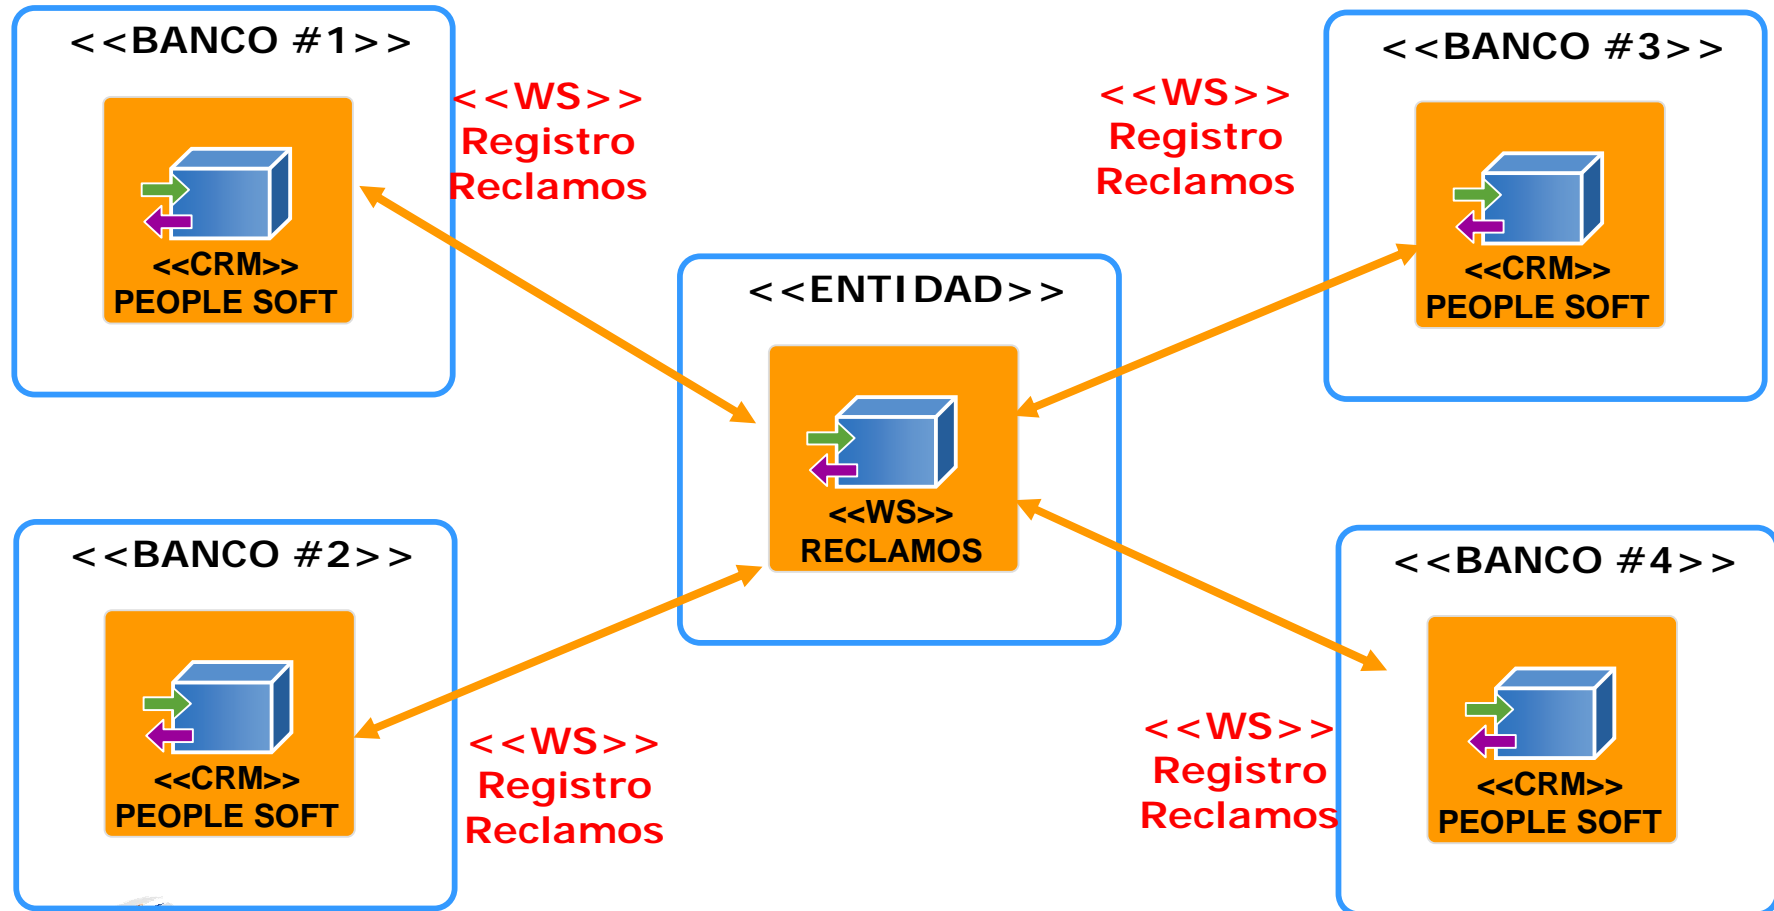 <<BANCO #1>>
<<CRM>>
PEOPLE SOFT
<<WS>>
Registro
Reclamos
<<BANCO #3>>
<<CRM>>
PEOPLE SOFT
<<WS>>
Registro
Reclamos
<<ENTIDAD>>
<<WS>>
RECLAMOS
<<BANCO #2>>
<<CRM>>
PEOPLE SOFT
<<WS>>
Registro
Reclamos
<<BANCO #4>>
<<CRM>>
PEOPLE SOFT
<<WS>>
Registro
Reclamos